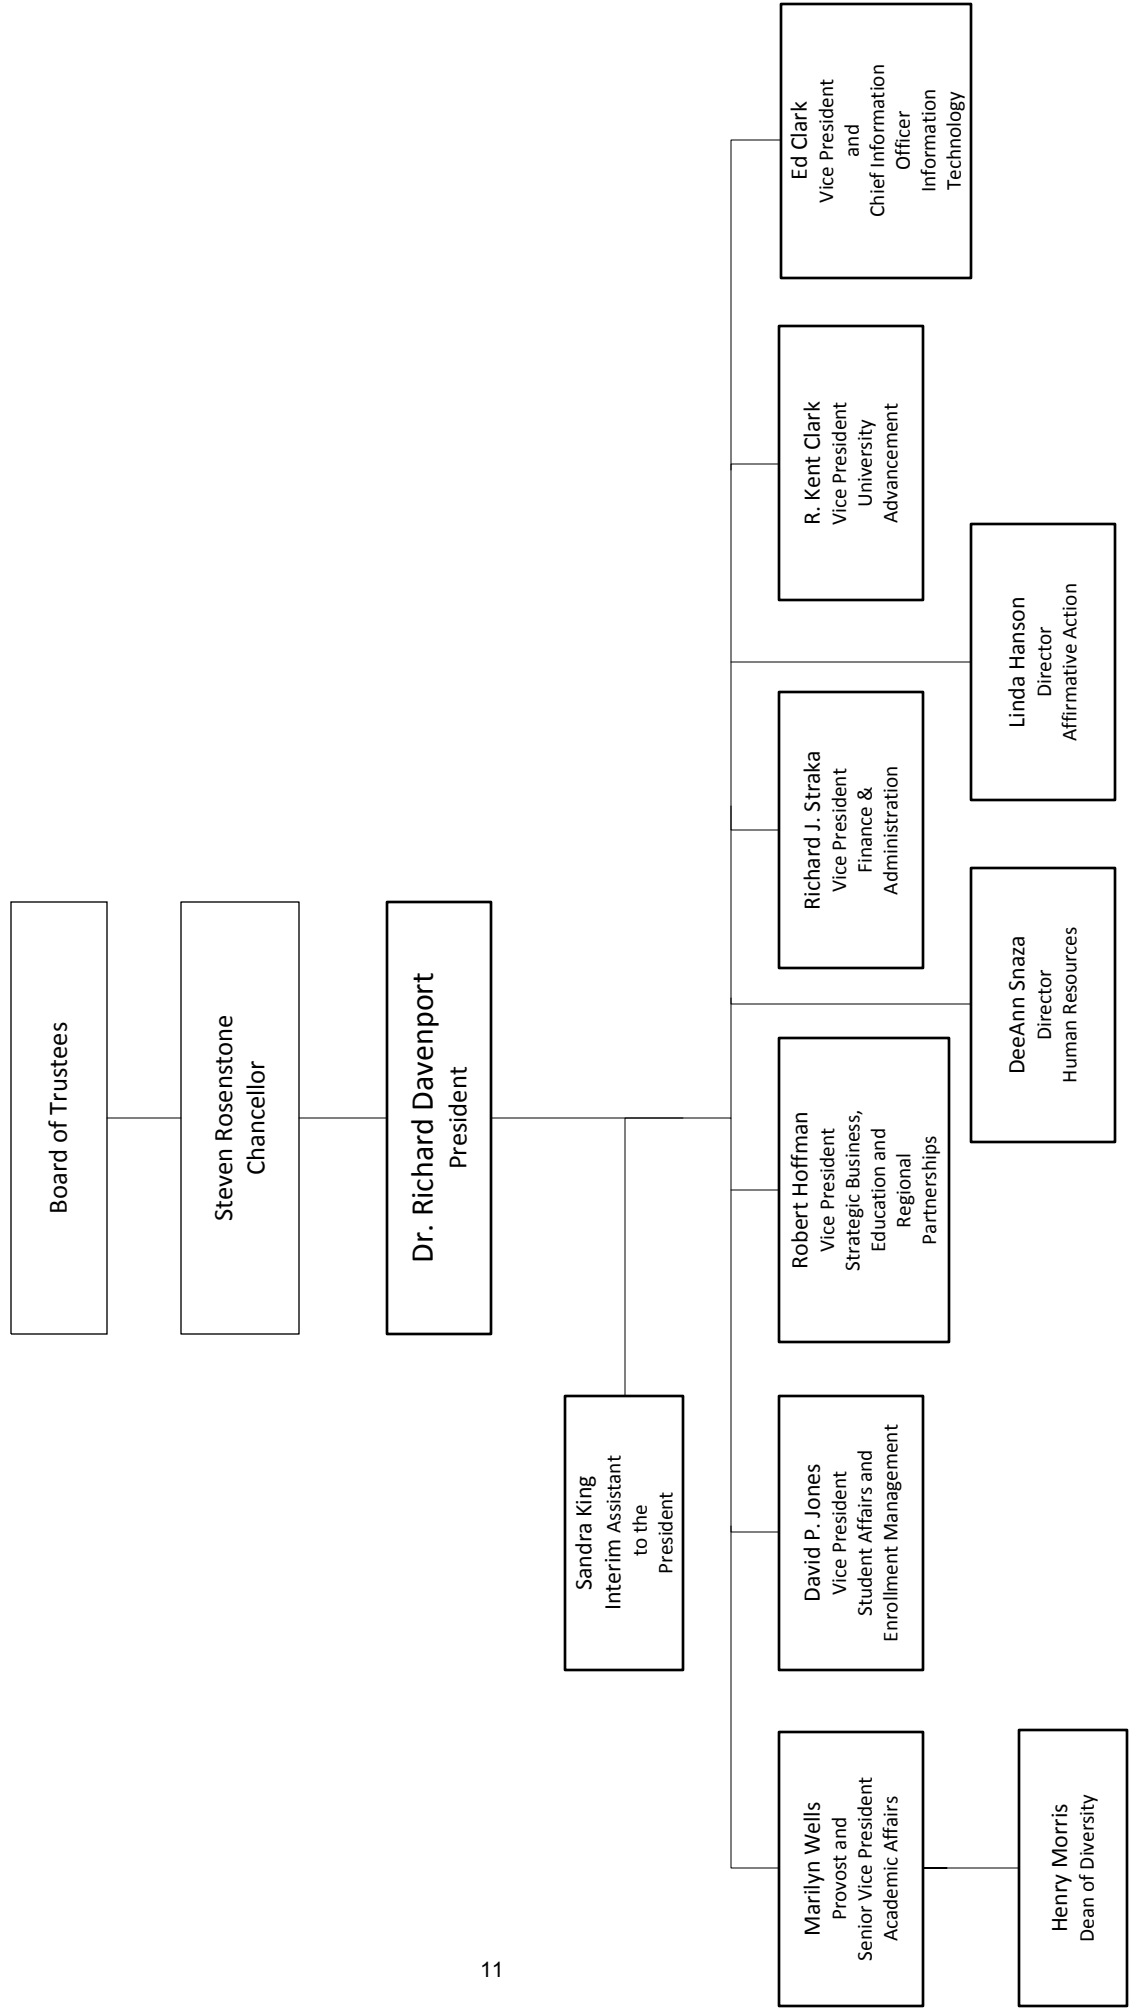 Board of Trustees
Steven Rosenstone
Chancellor
Dr. Richard Davenport
President
Sandra King
Interim Assistant
to the
President
Marilyn Wells
Provost and
Senior Vice President
Academic Affairs
David P. Jones
Vice President
Student Affairs and
Enrollment Management
Robert Hoffman
Vice President
Strategic Business,
Education and
Regional
Partnerships
Richard J. Straka
Vice President
Finance &
Administration
R. Kent Clark
Vice President
University
Advancement
Ed Clark
Vice President
and
Chief Information
Officer
Information
Technology
DeeAnn Snaza
Director
Human Resources
Linda Hanson
Director
Affirmative Action
Henry Morris
Dean of Diversity
11